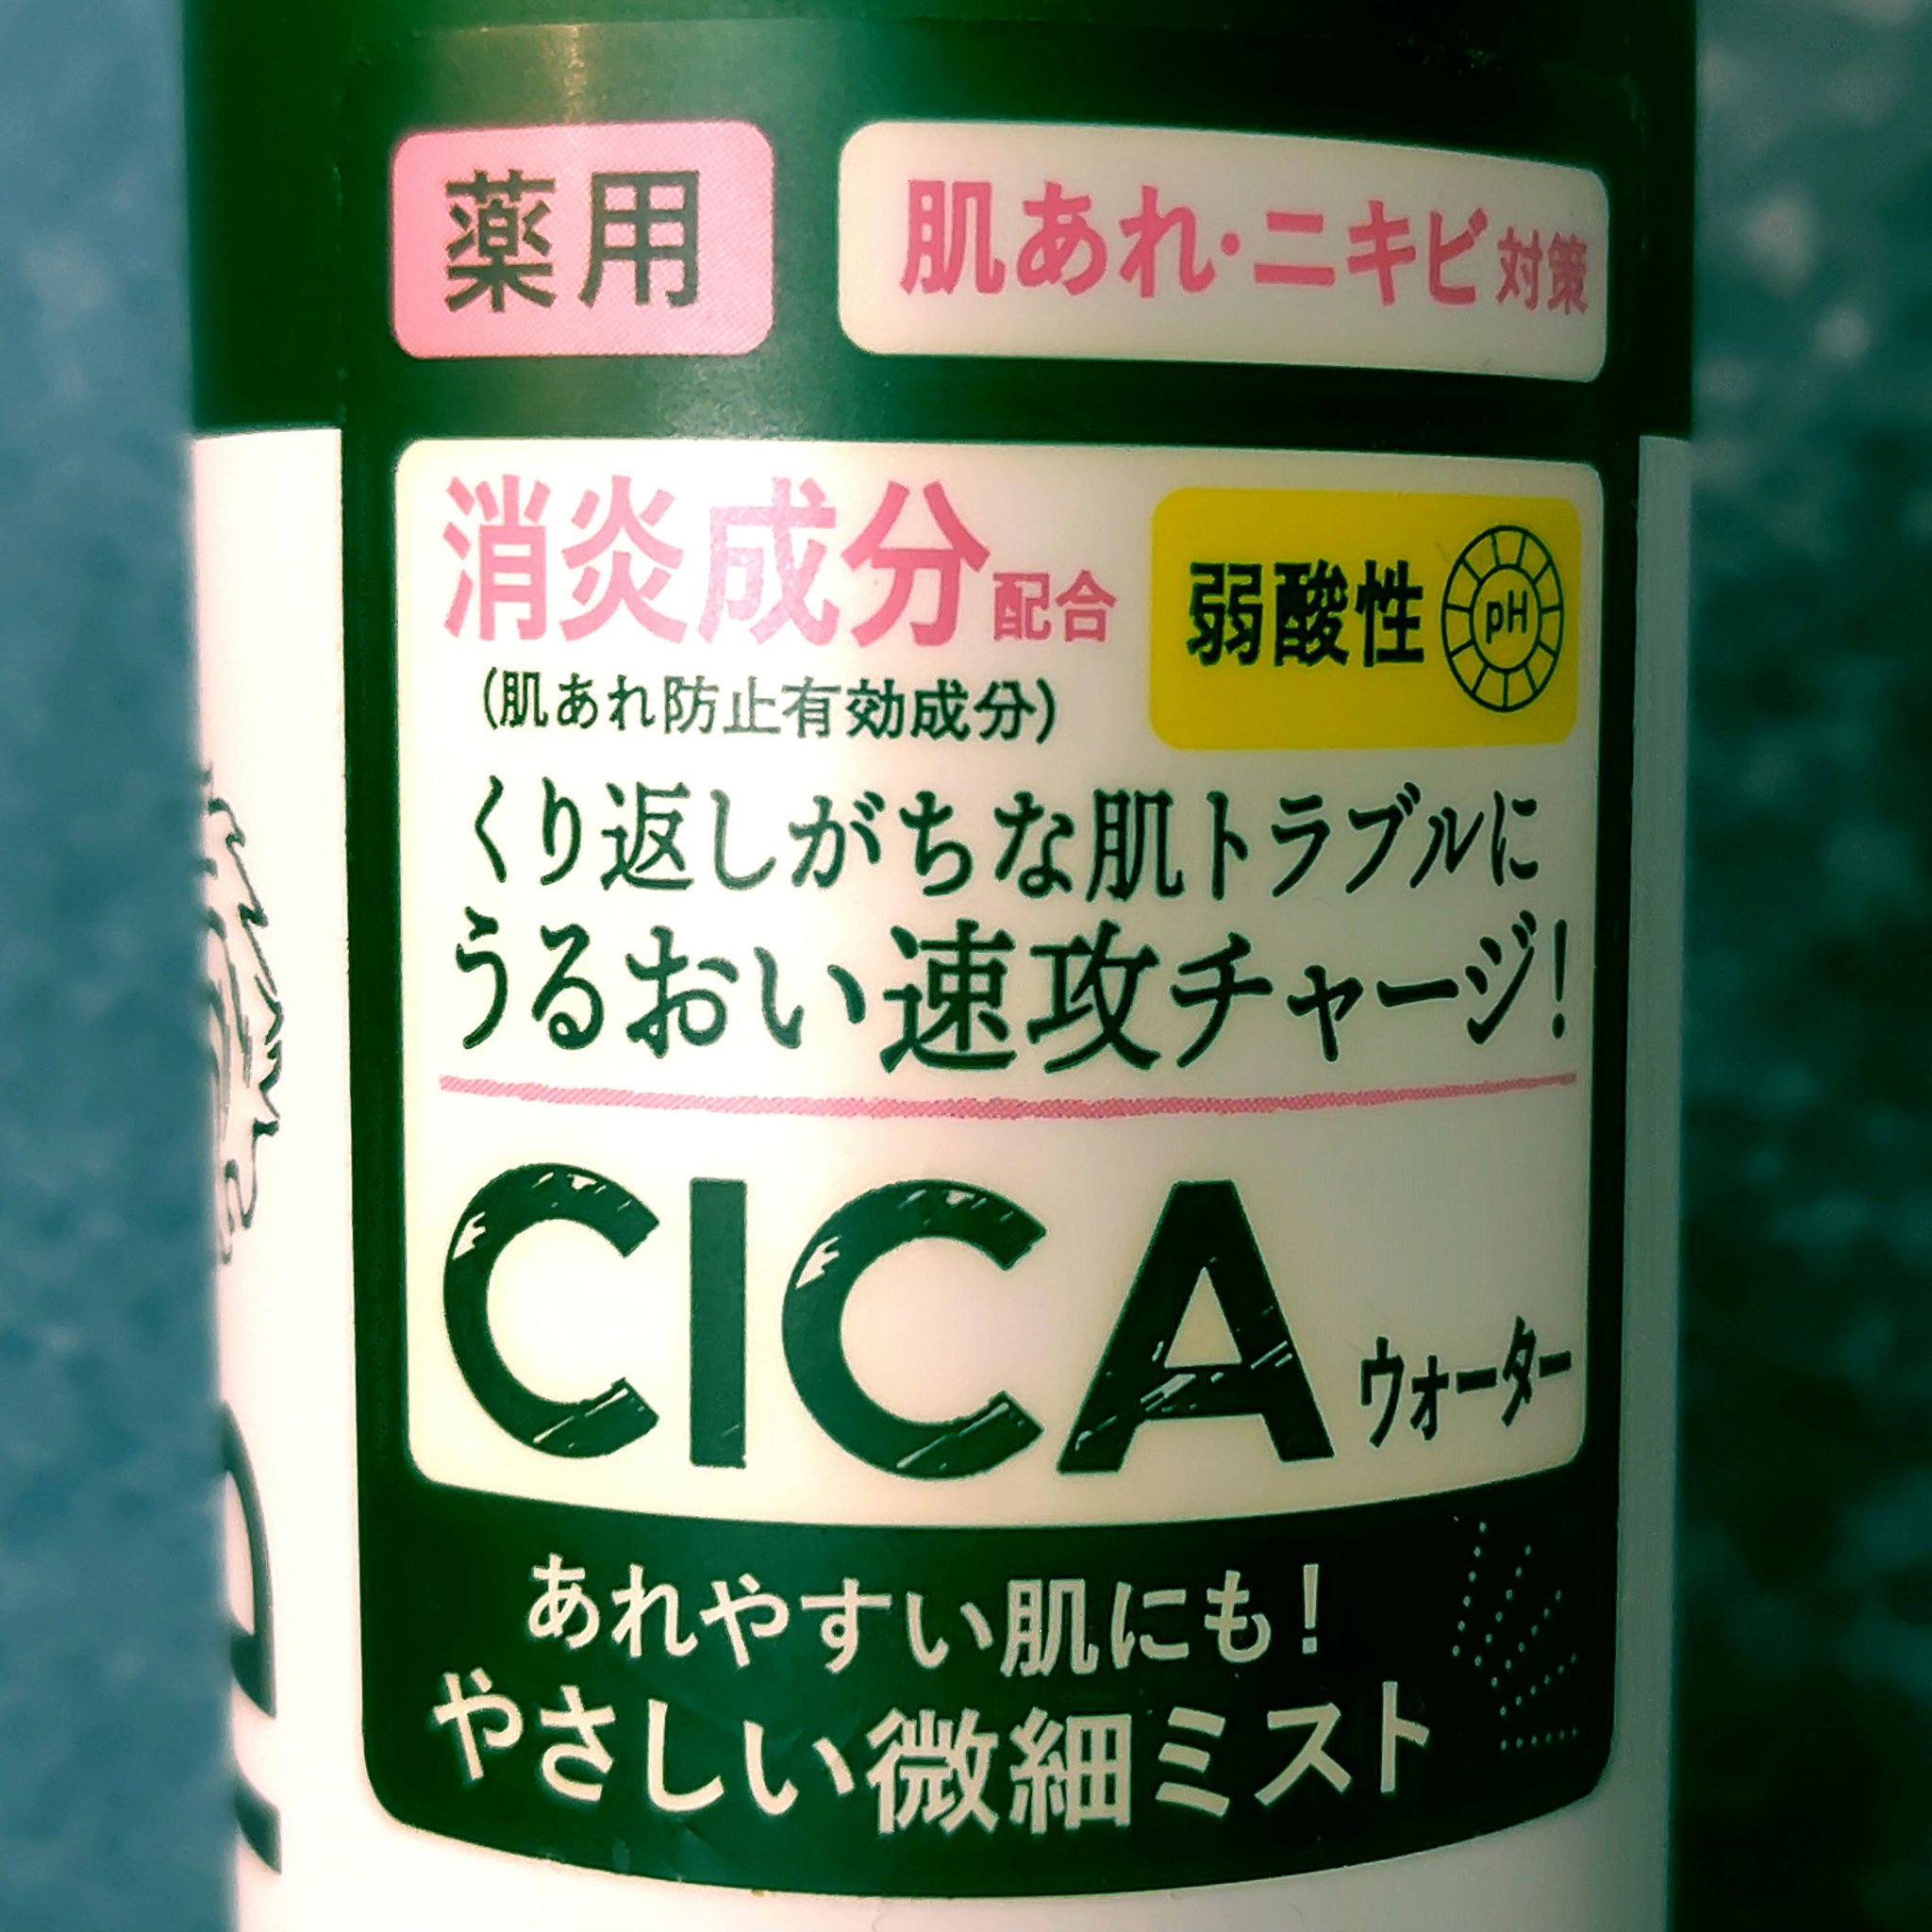 薬用
肌あれ・ニキビ対策
消炎成分配合
(肌あれ防止有効成分)
弱酸性 pH
くり返しがちな肌トラブルに
うるおい速攻チャージ!
CICA ウォーター
あれやすい肌にも!
やさしい微細ミスト